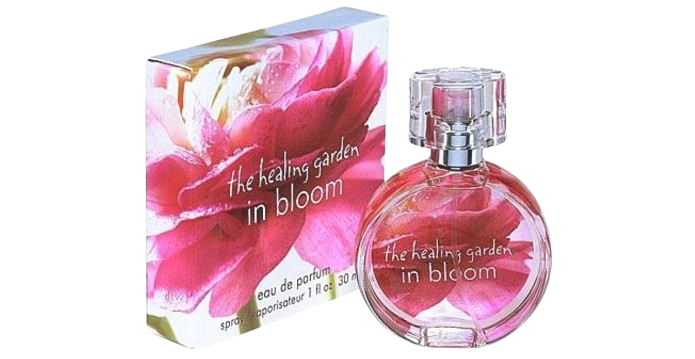 the healing garden
in bloom
eau de parfum
spray/vaporisateur 1 fl oz 30 m
the healing garden
in bloom